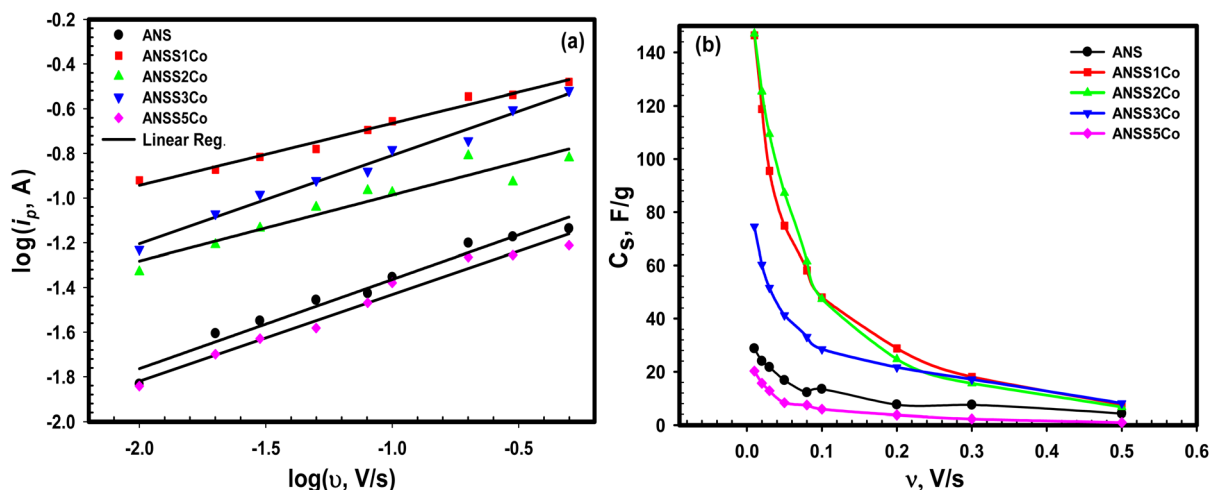 (a)
ANS
ANSS1Co
ANSS2Co
ANSS3Co
ANSS5Co
Linear Reg.
log(iₚ, A)
-0.2
-0.4
-0.6
-0.8
-1.0
-1.2
-1.4
-1.6
-1.8
-2.0
-2.0 -1.5 -1.0 -0.5
log(υ, V/s)
(b)
ANS
ANSS1Co
ANSS2Co
ANSS3Co
ANSS5Co
Cₛ, F/g
140
120
100
80
60
40
20
0
0.0 0.1 0.2 0.3 0.4 0.5 0.6
ν, V/s